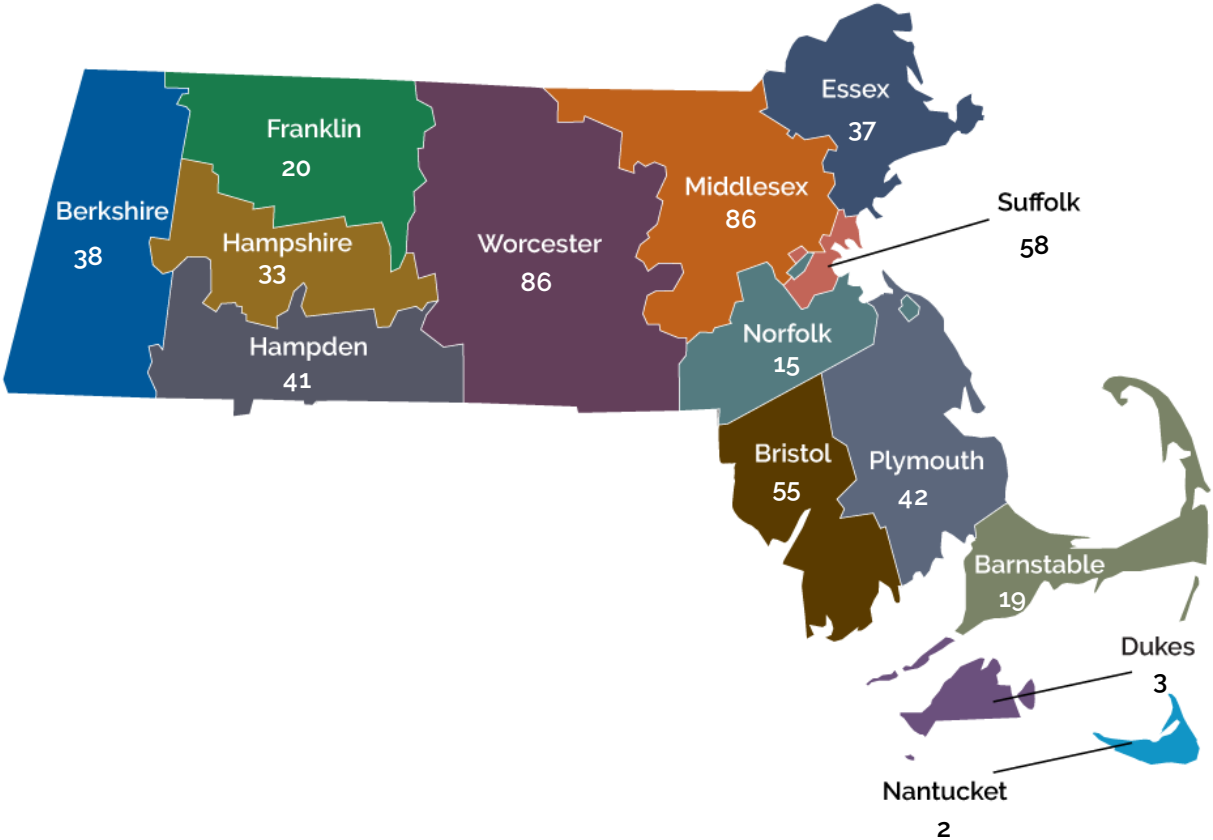 Essex
37
Franklin
20
Middlesex
86
Suffolk
58
Berkshire
38
Hampshire
33
Worcester
86
Norfolk
15
Hampden
41
Bristol
55
Plymouth
42
Barnstable
19
Dukes
3
Nantucket
2